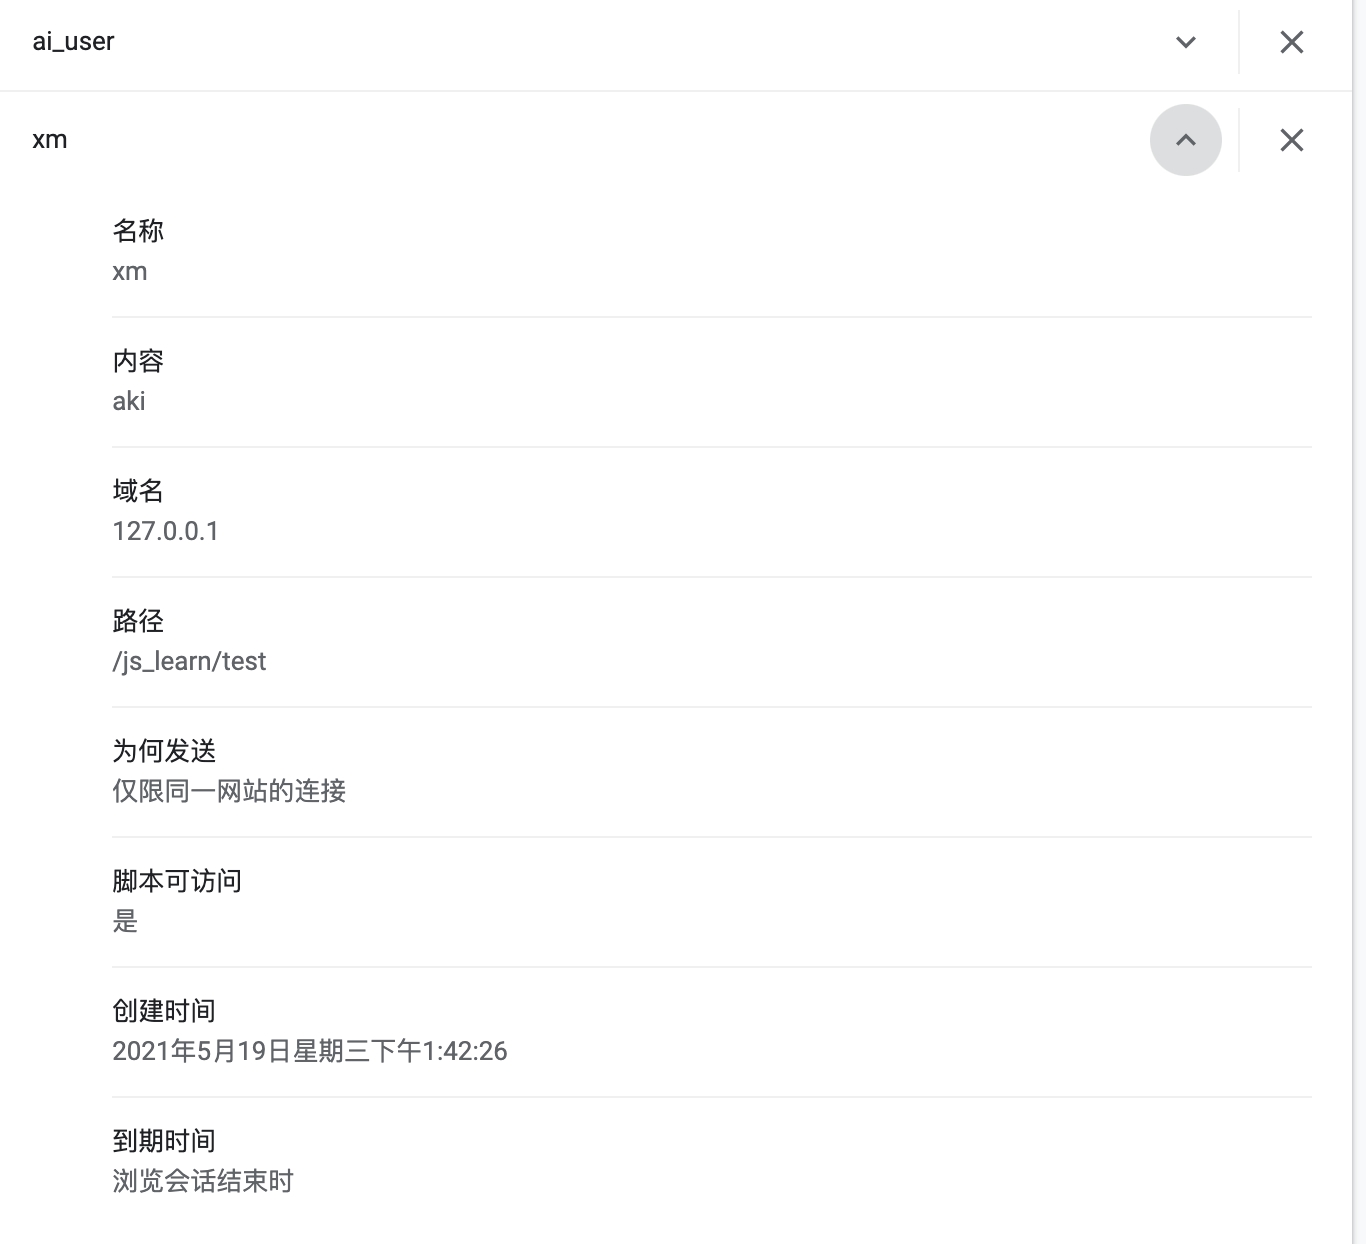 ai_user
xm
名称
xm
内容
aki
域名
127.0.0.1
路径
/js_learn/test
为何发送
仅限同一网站的连接
脚本可访问
是
创建时间
2021年5月19日星期三下午1:42:26
到期时间
浏览会话结束时